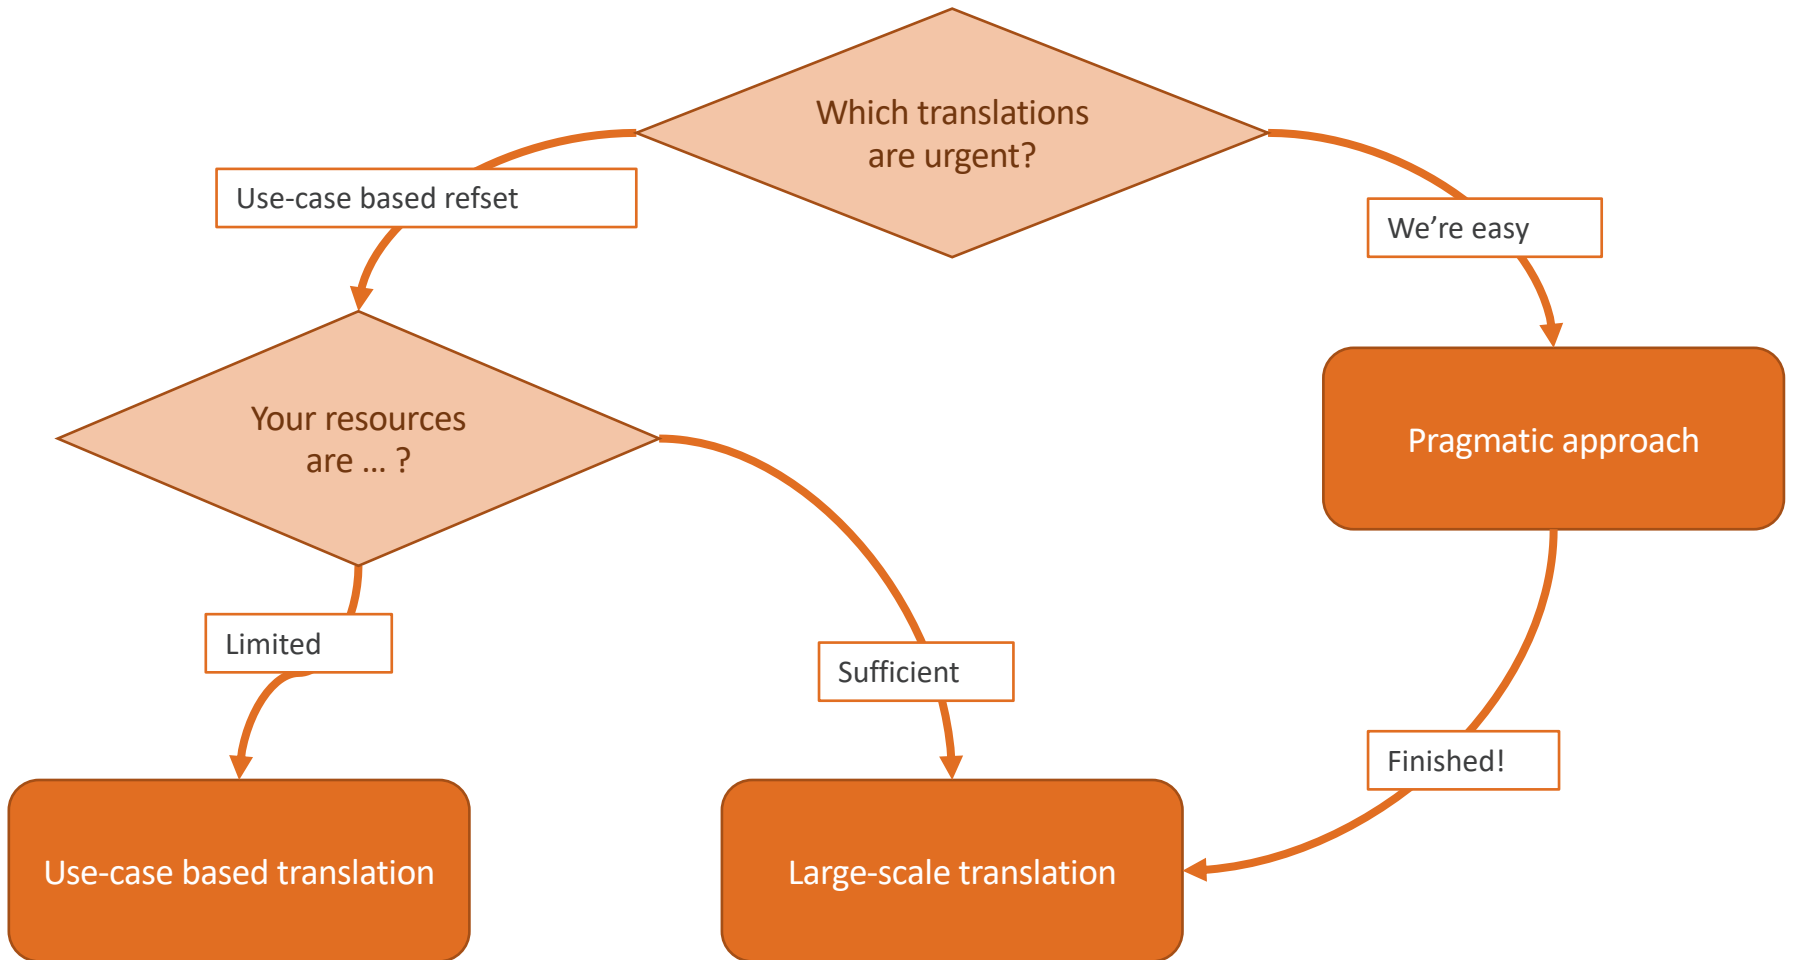 Which translations
are urgent?
Use-case based refset
We’re easy
Your resources
are ... ?
Pragmatic approach
Limited
Sufficient
Finished!
Use-case based translation
Large-scale translation